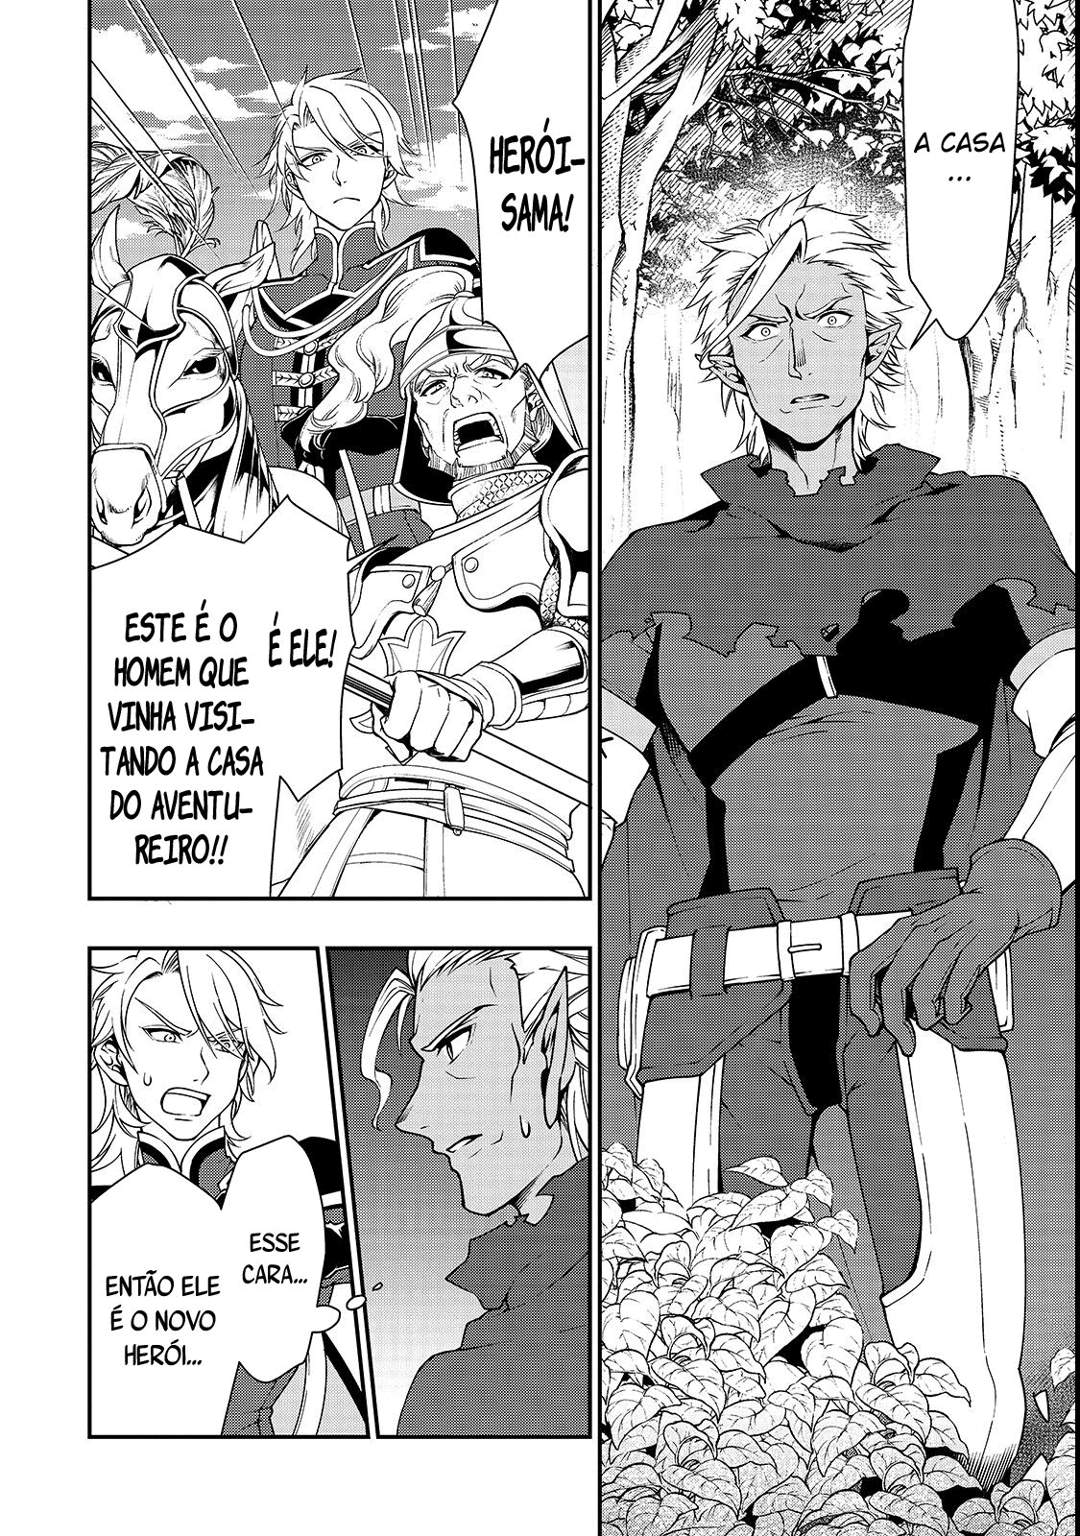 A CASA
...
HERÓI-
SAMA!
É ELE!
ESTE É O
HOMEM QUE
VINHA VISI-
TANDO A CASA
DO AVENTU-
REIRO!!
ESSE
CARA...
ENTÃO ELE
É O NOVO
HERÓI...